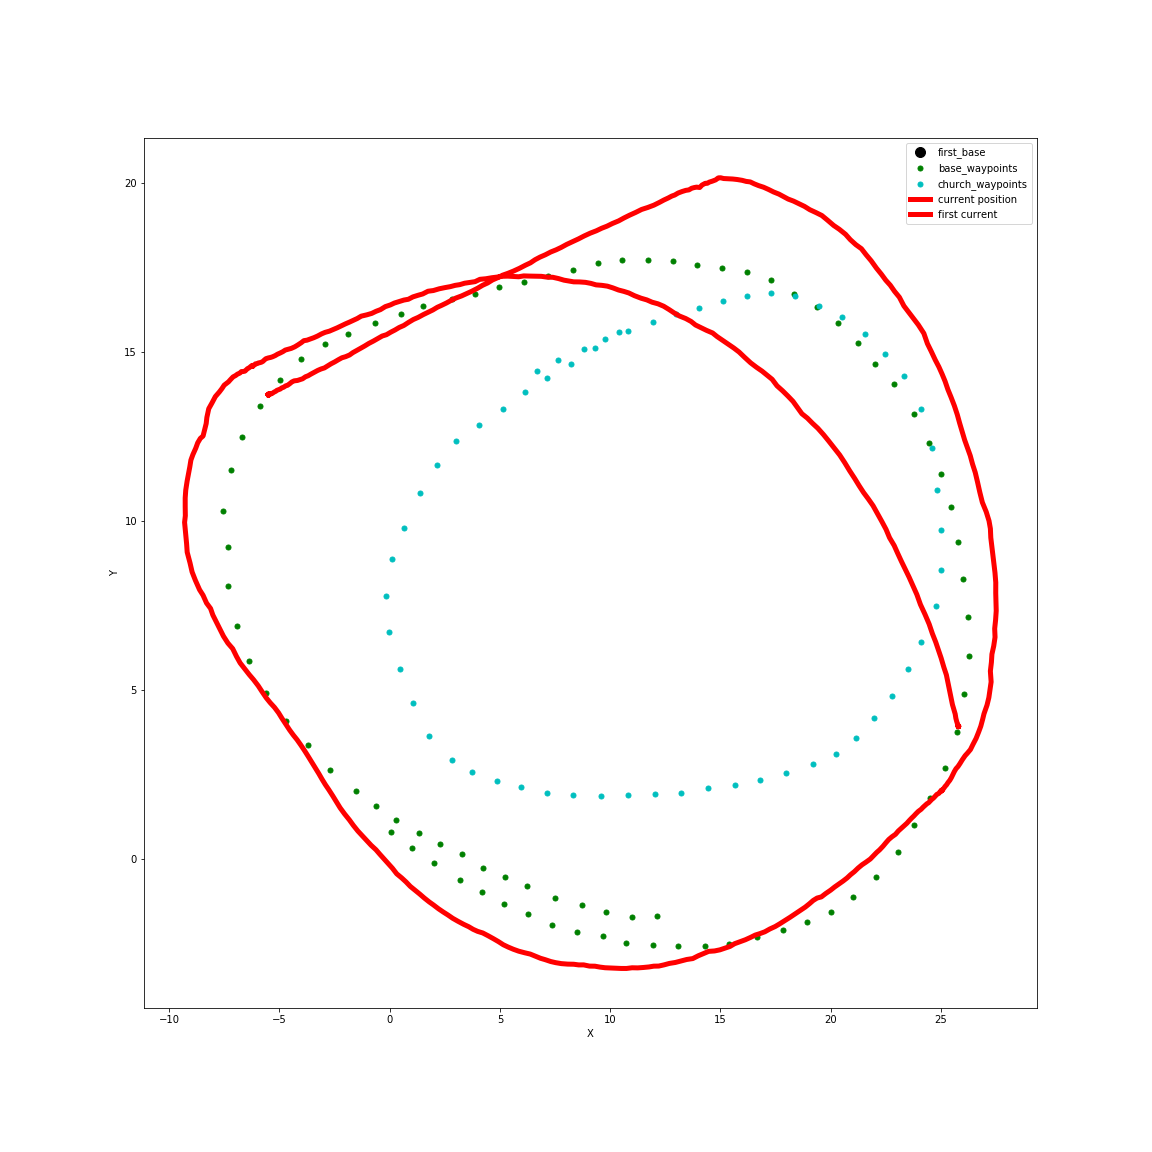 first_base
base_waypoints
church_waypoints
current position
first current
20
15
10
5
0
Y
−10
−5
0
5
10
15
20
25
X